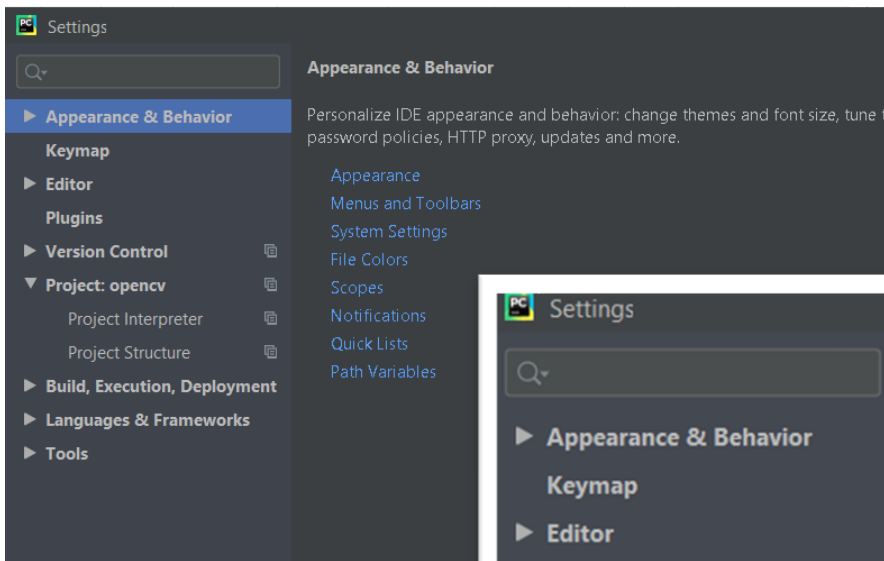 PC
Settings
Appearance & Behavior
Keymap
Editor
Plugins
Version Control
Project: opencv
Project Interpreter
Project Structure
Build, Execution, Deployment
Languages & Frameworks
Tools
Appearance & Behavior
Personalize IDE appearance and behavior: change themes and font size, tune
password policies, HTTP proxy, updates and more.
Appearance
Menus and Toolbars
System Settings
File Colors
Scopes
Notifications
Quick Lists
Path Variables
PC
Settings
Appearance & Behavior
Keymap
Editor